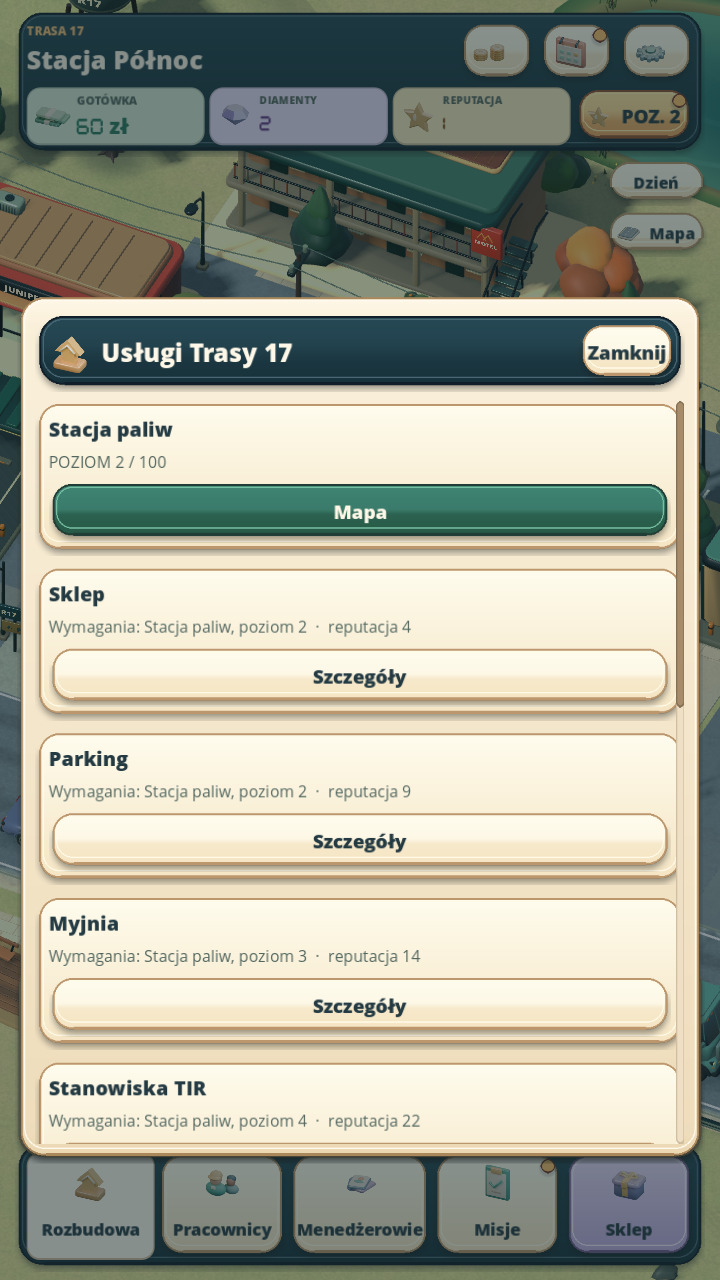 R17
TRASA 17
Stacja Północ
GOTÓWKA
60 zł
DIAMENTY
2
REPUTACJA
1
POZ. 2
Dzień
Mapa
MOTEL
Usługi Trasy 17
Zamknij
Stacja paliw
POZIOM 2 / 100
Mapa
Sklep
Wymagania: Stacja paliw, poziom 2 · reputacja 4
Szczegóły
R17
Parking
Wymagania: Stacja paliw, poziom 2 · reputacja 9
Szczegóły
Myjnia
Wymagania: Stacja paliw, poziom 3 · reputacja 14
Szczegóły
Stanowiska TIR
Wymagania: Stacja paliw, poziom 4 · reputacja 22
Rozbudowa
Pracownicy
Menedżerowie
Misje
Sklep